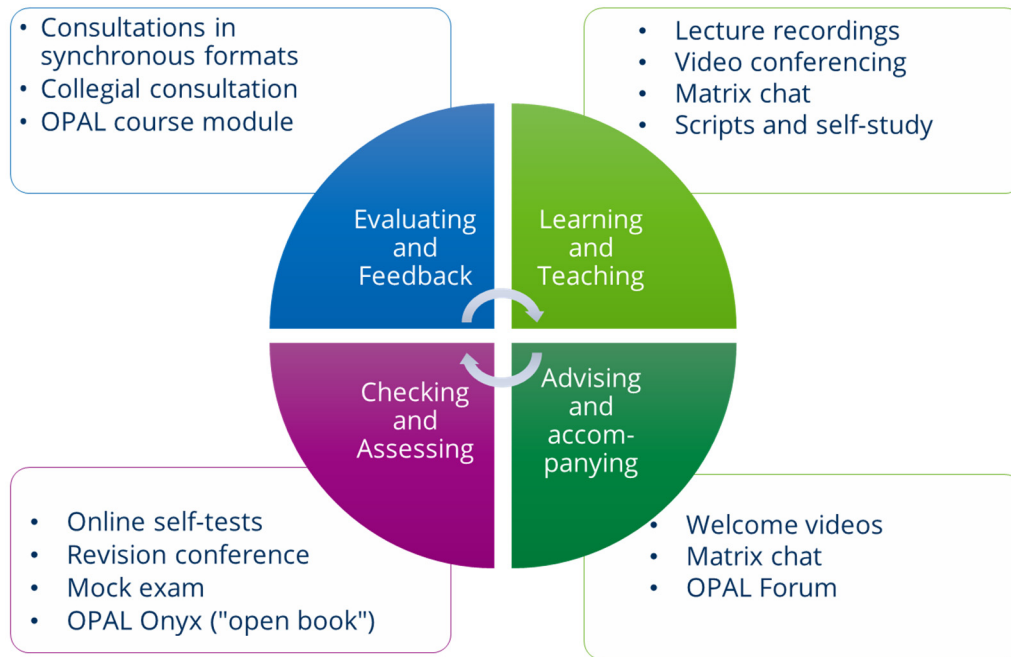 • Consultations in
synchronous formats
• Collegial consultation
• OPAL course module
• Lecture recordings
• Video conferencing
• Matrix chat
• Scripts and self-study
Evaluating
and
Feedback
Learning
and
Teaching
Checking
and
Assessing
Advising
and
accom-
panying
• Online self-tests
• Revision conference
• Mock exam
• OPAL Onyx ("open book")
• Welcome videos
• Matrix chat
• OPAL Forum